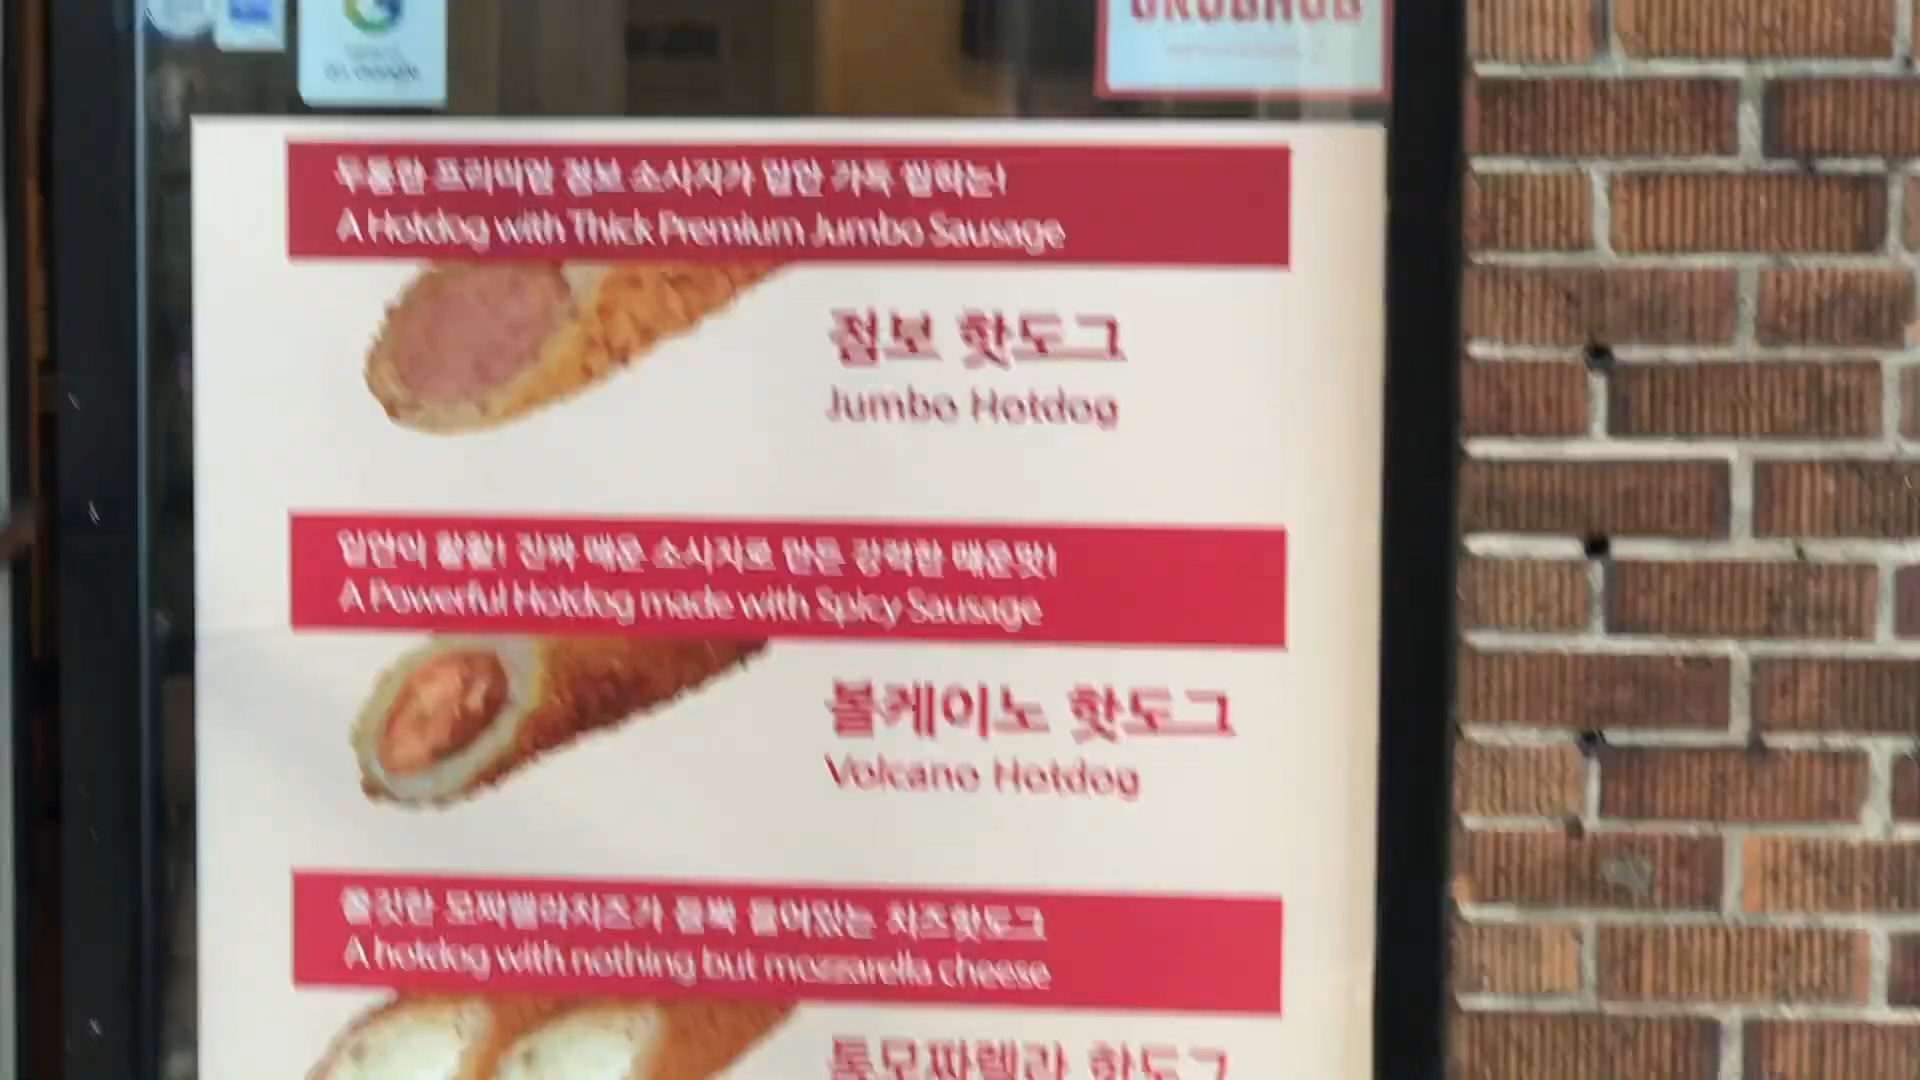 GRUBHUB
두툼한 프리미엄 점보 소시지가 입안 가득 씹히는!
A Hotdog with Thick Premium Jumbo Sausage
점보 핫도그
Jumbo Hotdog
입안이 활활! 진짜 매운 소시지로 만든 강력한 매운맛!
A Powerful Hotdog made with Spicy Sausage
볼케이노 핫도그
Volcano Hotdog
쫄깃한 모짜렐라치즈가 듬뿍 들어있는 치즈핫도그
A hotdog with nothing but mozzarella cheese
통모짜렐라 핫도그